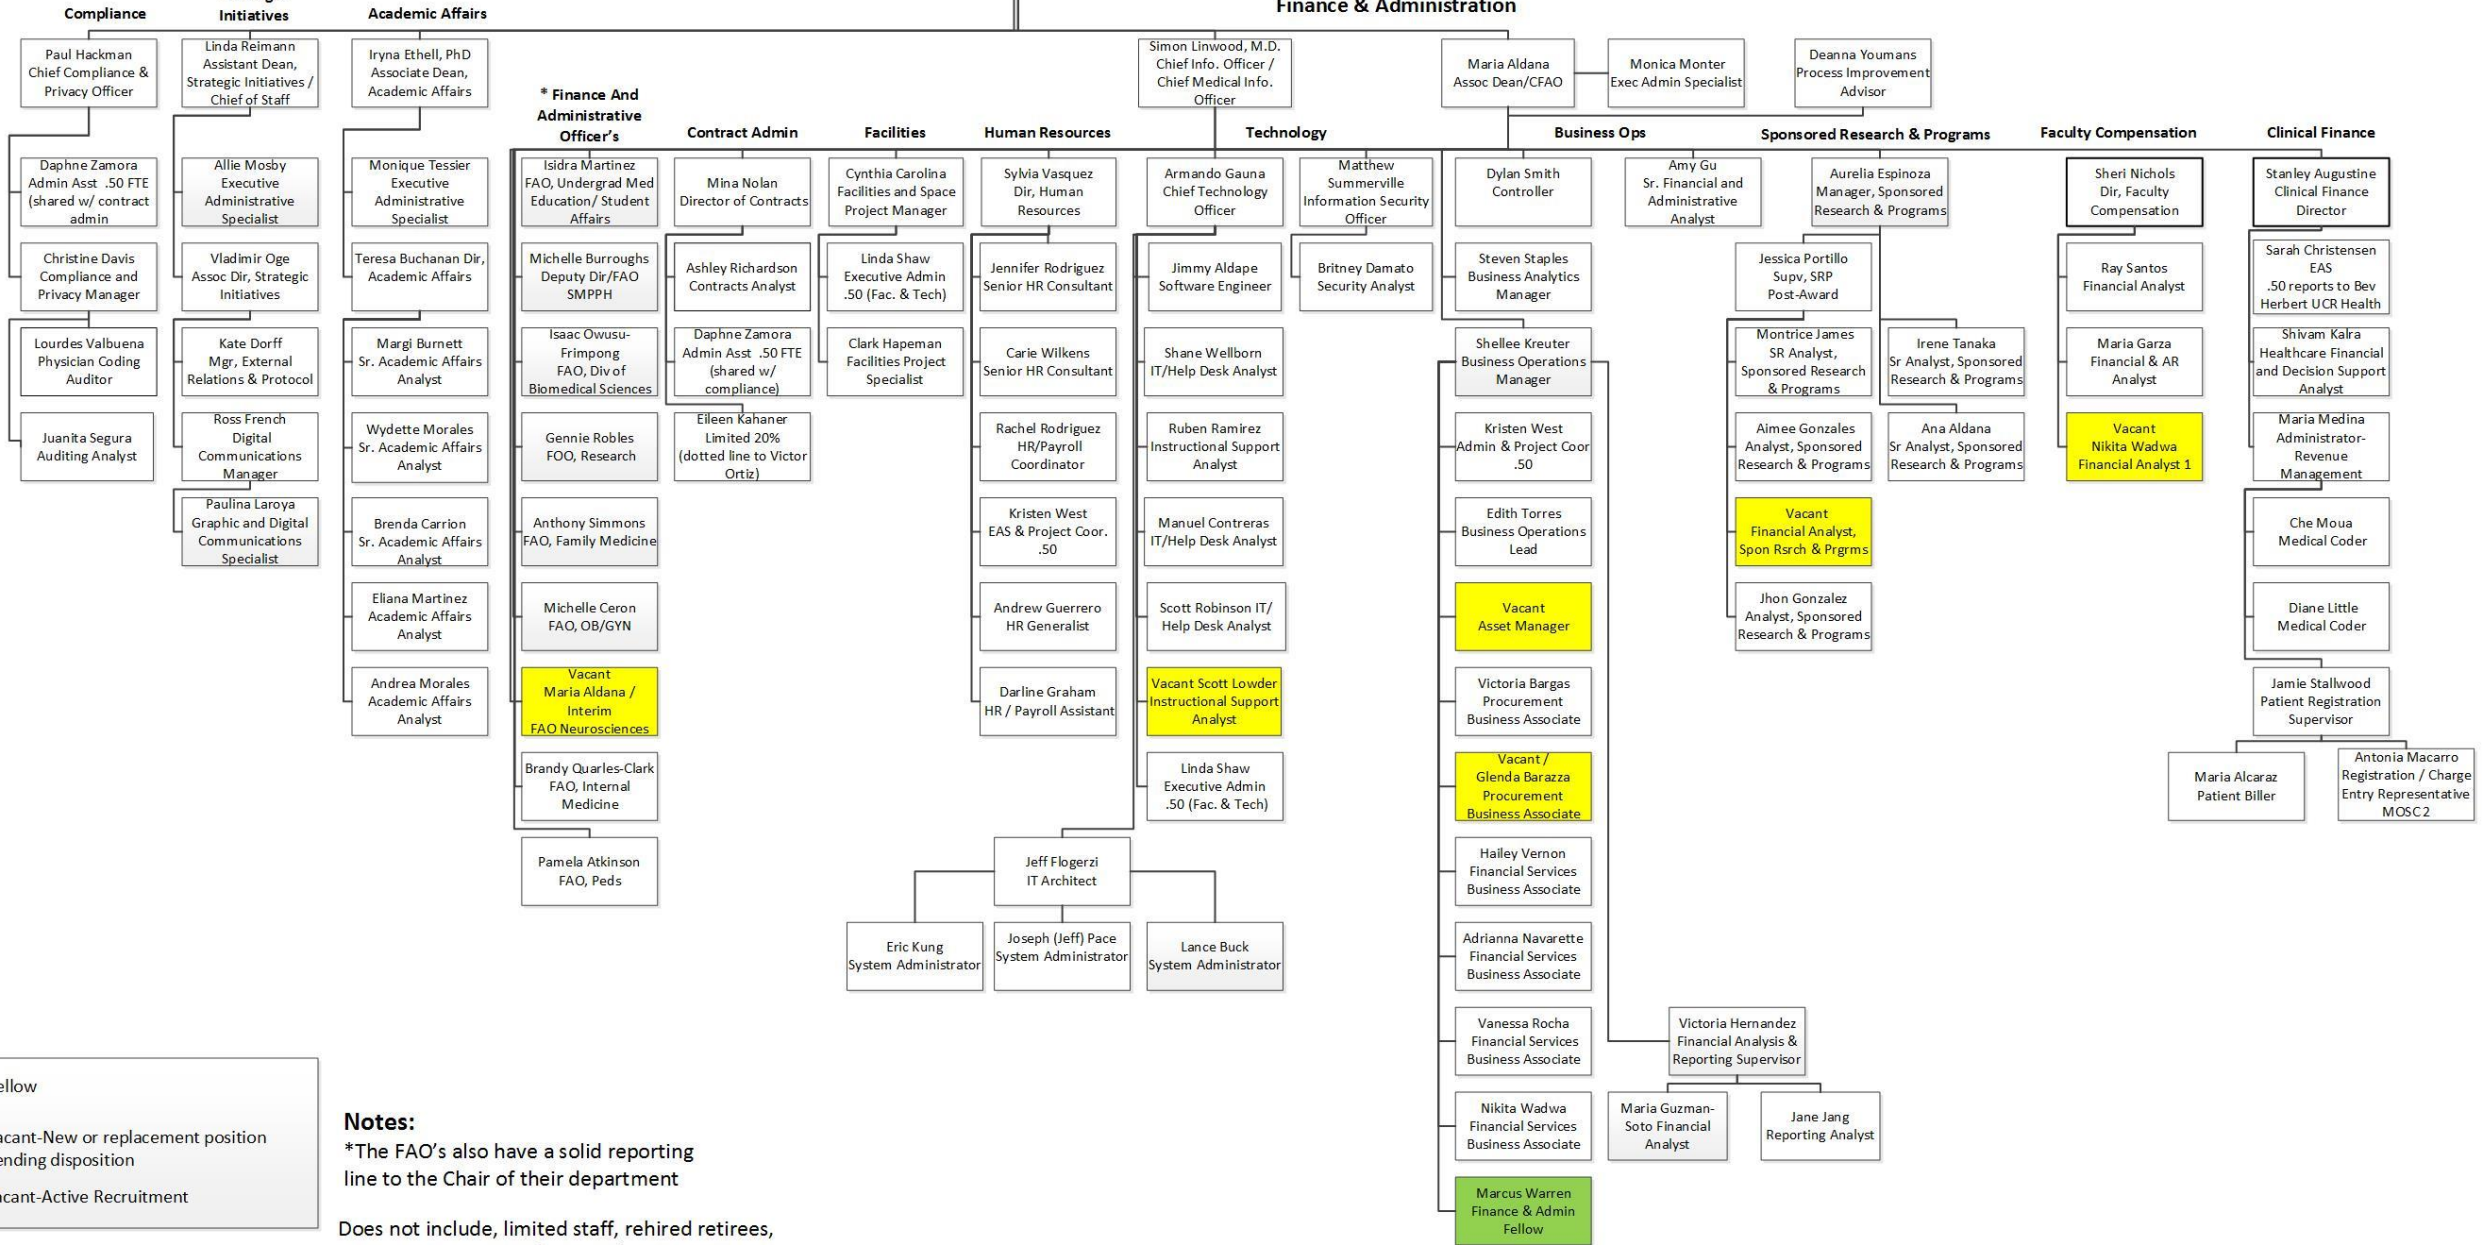 Compliance
Initiatives
Academic Affairs
Finance & Administration
Paul Hackman
Chief Compliance &
Privacy Officer
Linda Reimann
Assistant Dean,
Strategic Initiatives /
Chief of Staff
Iryna Ethell, PhD
Associate Dean,
Academic Affairs
Simon Linwood, M.D.
Chief Info. Officer /
Chief Medical Info.
Officer
Maria Aldana
Assoc Dean/CFAO
Monica Monter
Exec Admin Specialist
Deanna Youmans
Process Improvement
Advisor
* Finance And
Administrative
Officer's
Contract Admin
Facilities
Human Resources
Technology
Business Ops
Sponsored Research & Programs
Faculty Compensation
Clinical Finance
Daphne Zamora
Admin Asst .50 FTE
(shared w/ contract
admin
Christine Davis
Compliance and
Privacy Manager
Lourdes Valbuena
Physician Coding
Auditor
Juanita Segura
Auditing Analyst
Allie Mosby
Executive
Administrative
Specialist
Vladimir Oge
Assoc Dir, Strategic
Initiatives
Kate Dorff
Mgr, External
Relations & Protocol
Ross French
Digital
Communications
Manager
Paulina Laroya
Graphic and Digital
Communications
Specialist
Monique Tessier
Executive
Administrative
Specialist
Teresa Buchanan Dir,
Academic Affairs
Margi Burnett
Sr. Academic Affairs
Analyst
Wydette Morales
Sr. Academic Affairs
Analyst
Brenda Carrion
Sr. Academic Affairs
Analyst
Eliana Martinez
Academic Affairs
Analyst
Andrea Morales
Academic Affairs
Analyst
Isidra Martinez
FAO, Undergrad Med
Education/ Student
Affairs
Michelle Burroughs
Deputy Dir/FAO
SMPPH
Isaac Owusu-
Frimpong
FAO, Div of
Biomedical Sciences
Gennie Robles
FOO, Research
Anthony Simmons
FAO, Family Medicine
Michelle Ceron
FAO, OB/GYN
Vacant
Maria Aldana /
Interim
FAO Neurosciences
Brandy Quarles-Clark
FAO, Internal
Medicine
Pamela Atkinson
FAO, Peds
Mina Nolan
Director of Contracts
Ashley Richardson
Contracts Analyst
Daphne Zamora
Admin Asst .50 FTE
(shared w/
compliance)
Eileen Kahaner
Limited 20%
(dotted line to Victor
Ortiz)
Cynthia Carolina
Facilities and Space
Project Manager
Linda Shaw
Executive Admin
.50 (Fac. & Tech)
Clark Hapeman
Facilities Project
Specialist
Sylvia Vasquez
Dir, Human
Resources
Jennifer Rodriguez
Senior HR Consultant
Carie Wilkens
Senior HR Consultant
Rachel Rodriguez
HR/Payroll
Coordinator
Kristen West
EAS & Project Coor.
.50
Andrew Guerrero
HR Generalist
Darline Graham
HR / Payroll Assistant
Armando Gauna
Chief Technology
Officer
Jimmy Aldape
Software Engineer
Shane Wellborn
IT/Help Desk Analyst
Ruben Ramirez
Instructional Support
Analyst
Manuel Contreras
IT/Help Desk Analyst
Scott Robinson IT/
Help Desk Analyst
Vacant Scott Lowder
Instructional Support
Analyst
Linda Shaw
Executive Admin
.50 (Fac. & Tech)
Jeff Flogerzi
IT Architect
Eric Kung
System Administrator
Joseph (Jeff) Pace
System Administrator
Lance Buck
System Administrator
Matthew
Summerville
Information Security
Officer
Britney Damato
Security Analyst
Dylan Smith
Controller
Steven Staples
Business Analytics
Manager
Shellee Kreuter
Business Operations
Manager
Kristen West
Admin & Project Coor
.50
Edith Torres
Business Operations
Lead
Vacant
Asset Manager
Victoria Bargas
Procurement
Business Associate
Vacant /
Glenda Barazza
Procurement
Business Associate
Hailey Vernon
Financial Services
Business Associate
Adrianna Navarette
Financial Services
Business Associate
Vanessa Rocha
Financial Services
Business Associate
Nikita Wadwa
Financial Services
Business Associate
Marcus Warren
Finance & Admin
Fellow
Victoria Hernandez
Financial Analysis &
Reporting Supervisor
Maria Guzman-
Soto Financial
Analyst
Jane Jang
Reporting Analyst
Amy Gu
Sr. Financial and
Administrative
Analyst
Aurelia Espinoza
Manager, Sponsored
Research & Programs
Jessica Portillo
Supv, SRP
Post-Award
Montrice James
SR Analyst,
Sponsored Research
& Programs
Aimee Gonzales
Analyst, Sponsored
Research & Programs
Vacant
Financial Analyst,
Spon Rsrch & Prgrms
Jhon Gonzalez
Analyst, Sponsored
Research & Programs
Irene Tanaka
Sr Analyst, Sponsored
Research & Programs
Ana Aldana
Sr Analyst, Sponsored
Research & Programs
Sheri Nichols
Dir, Faculty
Compensation
Ray Santos
Financial Analyst
Maria Garza
Financial & AR
Analyst
Vacant
Nikita Wadwa
Financial Analyst 1
Stanley Augustine
Clinical Finance
Director
Sarah Christensen
EAS
.50 reports to Bev
Herbert UCR Health
Shivam Kalra
Healthcare Financial
and Decision Support
Analyst
Maria Medina
Administrator-
Revenue
Management
Che Moua
Medical Coder
Diane Little
Medical Coder
Jamie Stallwood
Patient Registration
Supervisor
Maria Alcaraz
Patient Biller
Antonia Macarro
Registration / Charge
Entry Representative
MOSC 2
ellow
acant-New or replacement position
ending disposition
acant-Active Recruitment
Notes:
*The FAO's also have a solid reporting
line to the Chair of their department
Does not include, limited staff, rehired retirees,